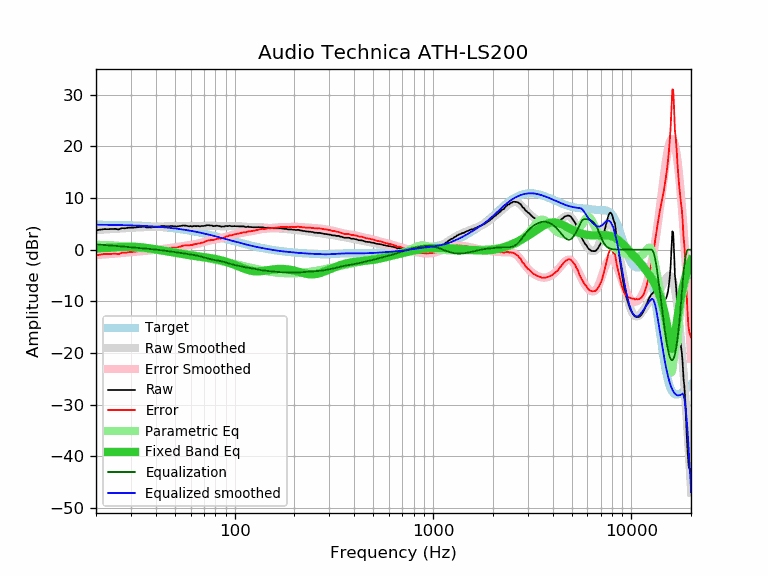 Audio Technica ATH-LS200
30
20
10
0
−10
−20
−30
−40
−50
Amplitude (dBr)
Target
Raw Smoothed
Error Smoothed
Raw
Error
Parametric Eq
Fixed Band Eq
Equalization
Equalized smoothed
100
1000
10000
Frequency (Hz)